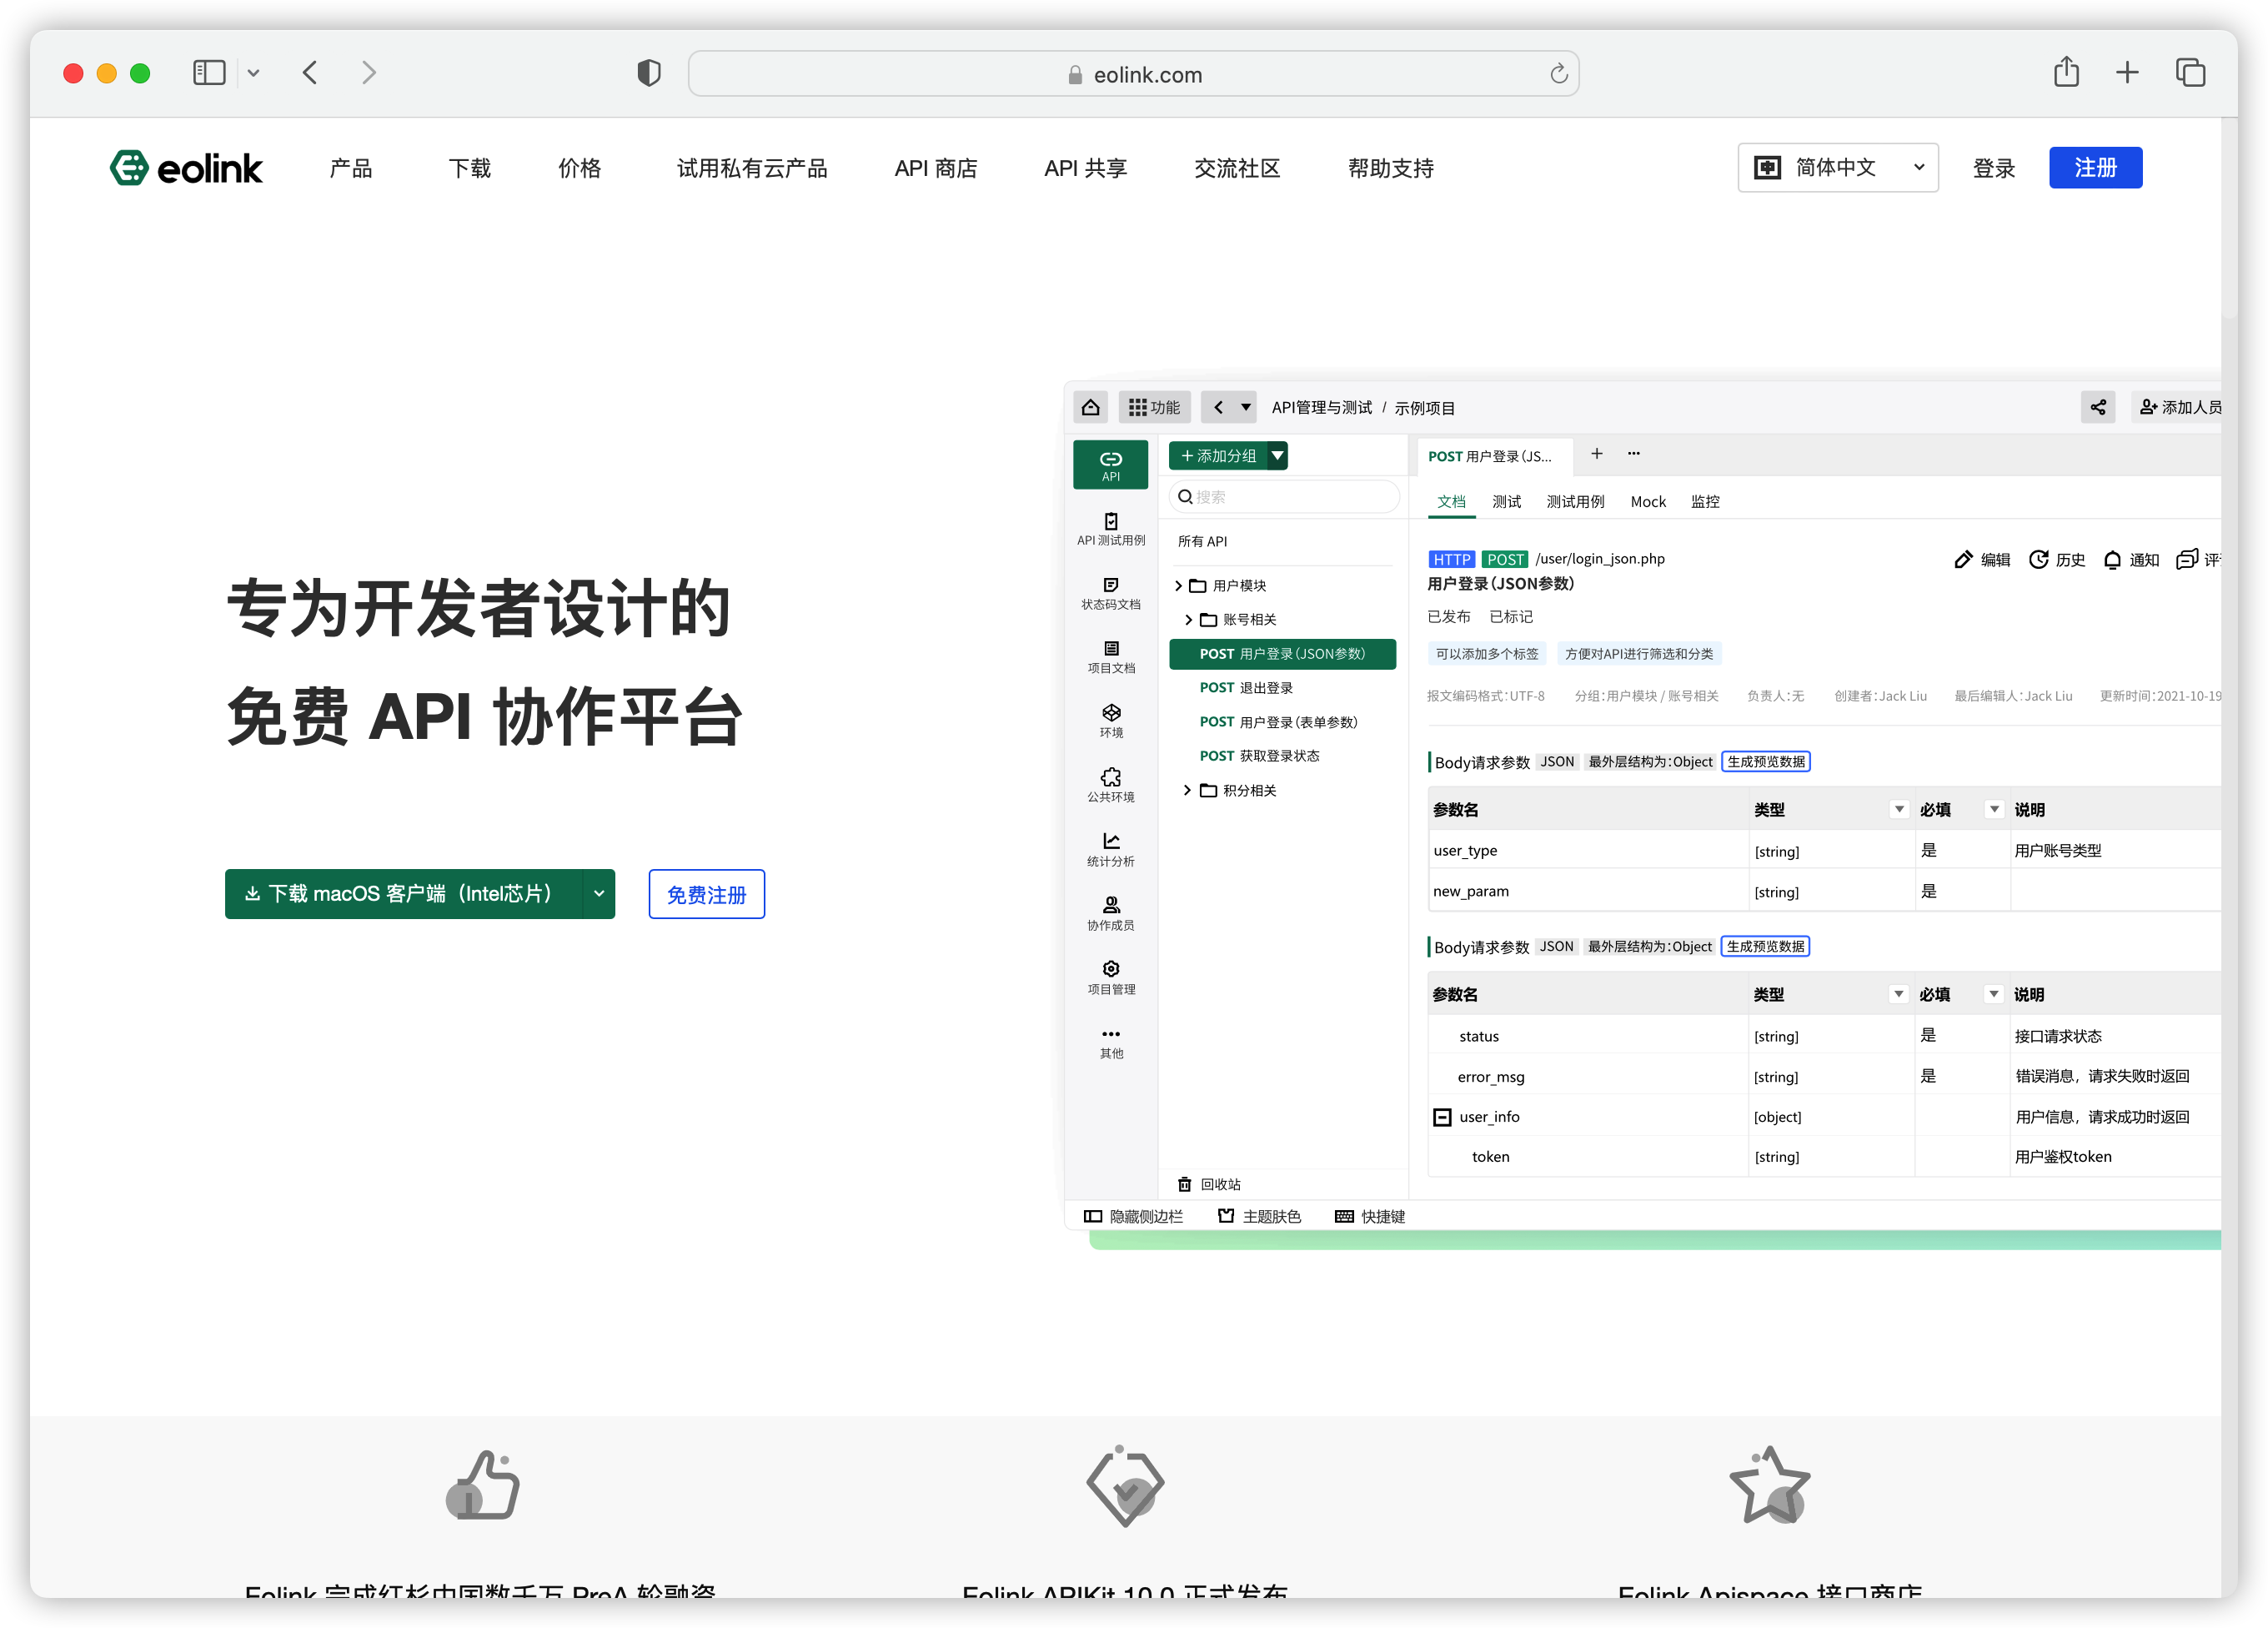 eolink.com
eolink
产品 下载 价格 试用私有云产品 API 商店 API 共享 交流社区 帮助支持
中 简体中文 登录 注册
专为开发者设计的
免费 API 协作平台
下载 macOS 客户端（Intel芯片） 免费注册
功能 API管理与测试 / 示例项目 添加人员
API
API 测试用例
状态码文档
项目文档
环境
公共环境
统计分析
协作成员
项目管理
其他
+添加分组
搜索
所有 API
用户模块
账号相关
POST 用户登录(JSON参数)
POST 退出登录
POST 用户登录(表单参数)
POST 获取登录状态
积分相关
回收站
POST 用户登录(JS...
文档 测试 测试用例 Mock 监控
HTTP POST /user/login_json.php 编辑 历史 通知 评
用户登录(JSON参数)
已发布 已标记
可以添加多个标签 方便对API进行筛选和分类
报文编码格式:UTF-8 分组:用户模块 / 账号相关 负责人:无 创建者:Jack Liu 最后编辑人:Jack Liu 更新时间:2021-10-19
Body请求参数 JSON 最外层结构为:Object 生成预览数据
参数名 类型 必填 说明
user_type [string] 是 用户账号类型
new_param [string] 是
Body请求参数 JSON 最外层结构为:Object 生成预览数据
参数名 类型 必填 说明
status [string] 是 接口请求状态
error_msg [string] 是 错误消息，请求失败时返回
user_info [object] 用户信息，请求成功时返回
token [string] 用户鉴权token
隐藏侧边栏 主题肤色 快捷键
Eolink 完成红杉中国数千万 PreA 轮融资
Eolink APIKit 10.0 正式发布
Eolink Apispace 接口商店